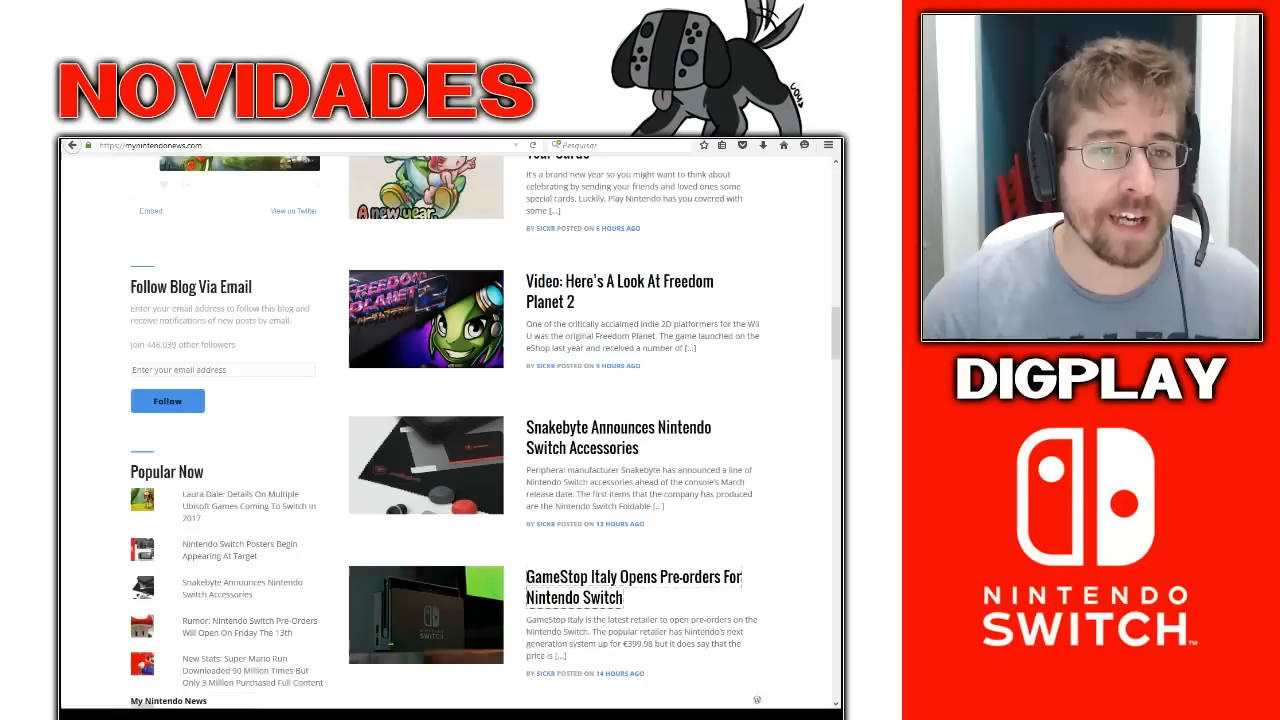 NOVIDADES
https://mynintendonews.com
Pesquisar
Embed
View on Twitter
Follow Blog Via Email
Enter your email address to follow this blog and
receive notifications of new posts by email.
Join 446.039 other followers
Enter your email address
Follow
Popular Now
Laura Dale: Details On Multiple
Ubisoft Games Coming To Switch In
2017
Nintendo Switch Posters Begin
Appearing At Target
Snakebyte Announces Nintendo
Switch Accessories
Rumor: Nintendo Switch Pre-Orders
Will Open On Friday The 13th
New Stats: Super Mario Run
Downloaded 90 Million Times But
Only 3 Million Purchased Full Content
My Nintendo News
A new year,
It's a brand new year so you might want to think about
celebrating by sending your friends and loved ones some
special cards. Luckily, Play Nintendo has you covered with
some [...]
BY SICKR POSTED ON 6 HOURS AGO
FREEDOM
PLANET 2
Video: Here's A Look At Freedom
Planet 2
One of the critically acclaimed indie 2D platformers for the Wii
U was the original Freedom Planet. The game launched on the
eShop last year and received a number of [...]
BY SICKR POSTED ON 9 HOURS AGO
Snakebyte Announces Nintendo
Switch Accessories
Peripheral manufacturer Snakebyte has announced a line of
Nintendo Switch accessories ahead of the console's March
release date. The first items that the company has produced
are the Nintendo Switch Foldable [...]
BY SICKR POSTED ON 13 HOURS AGO
NINTENDO
SWITCH
GameStop Italy Opens Pre-orders For
Nintendo Switch
GameStop Italy is the latest retailer to open pre-orders on the
Nintendo Switch. The popular retailer has Nintendo's next
generation system up for €399.98 but it does say that the
price is [...]
BY SICKR POSTED ON 14 HOURS AGO
DIGPLAY
NINTENDO
SWITCH™